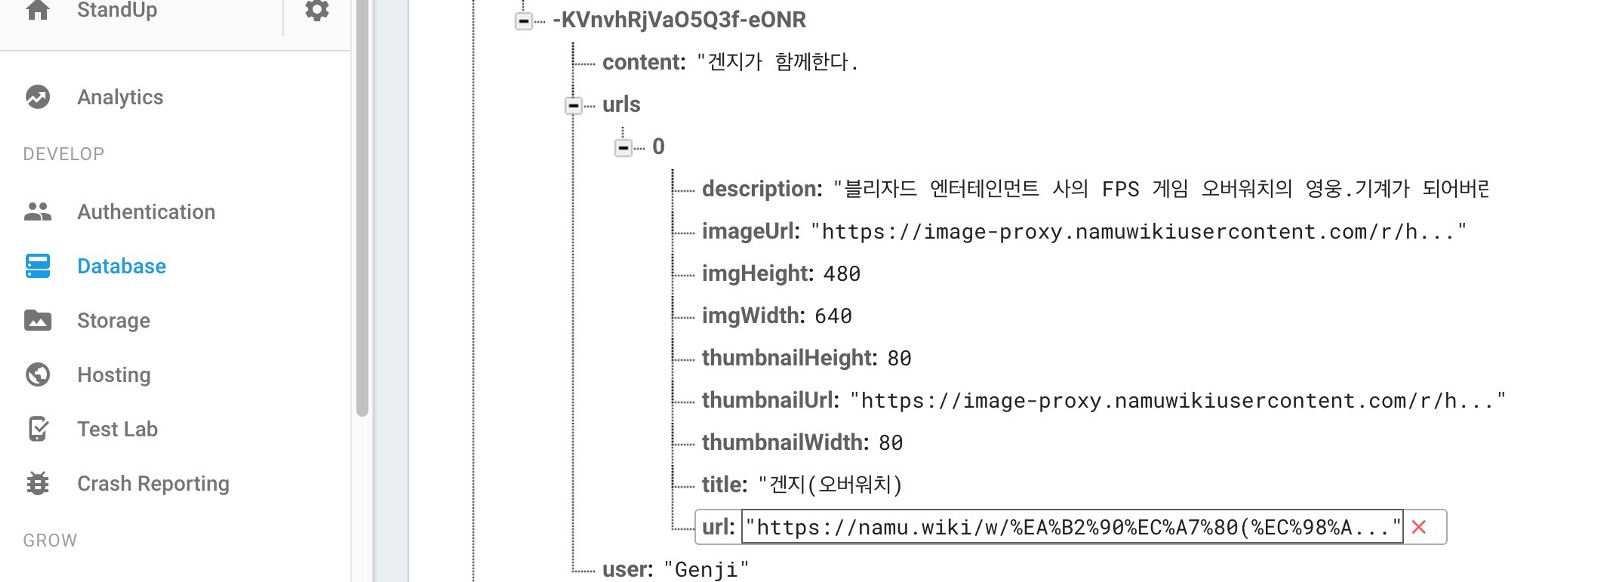 StandUp
Analytics
DEVELOP
Authentication
Database
Storage
Hosting
Test Lab
Crash Reporting
GROW
-KVnvhRjVaO5Q3f-eONR
content: "겐지가 함께한다.
urls
0
description: "블리자드 엔터테인먼트 사의 FPS 게임 오버워치의 영웅.기계가 되어버린
imageUrl: "https://image-proxy.namuwikiusercontent.com/r/h..."
imgHeight: 480
imgWidth: 640
thumbnailHeight: 80
thumbnailUrl: "https://image-proxy.namuwikiusercontent.com/r/h..."
thumbnailWidth: 80
title: "겐지(오버워치)
url: "https://namu.wiki/w/%EA%B2%90%EC%A7%80(%EC%98%A..."
user: "Genji"